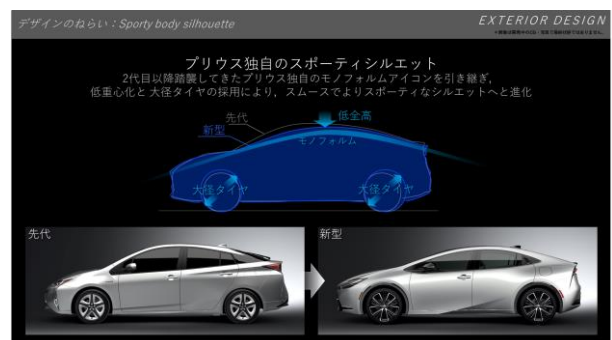 デザインのねらい：Sporty body silhouette
EXTERIOR DESIGN
プリウス独自のスポーティシルエット
2代目以降踏襲してきたプリウス独自のモノフォルムアイコンを引き継ぎ,
低重心化と 大径タイヤの採用により, スムースでよりスポーティなシルエットへと進化
先代
低全高
新型
モノフォルム
大径タイヤ
大径タイヤ
先代
新型